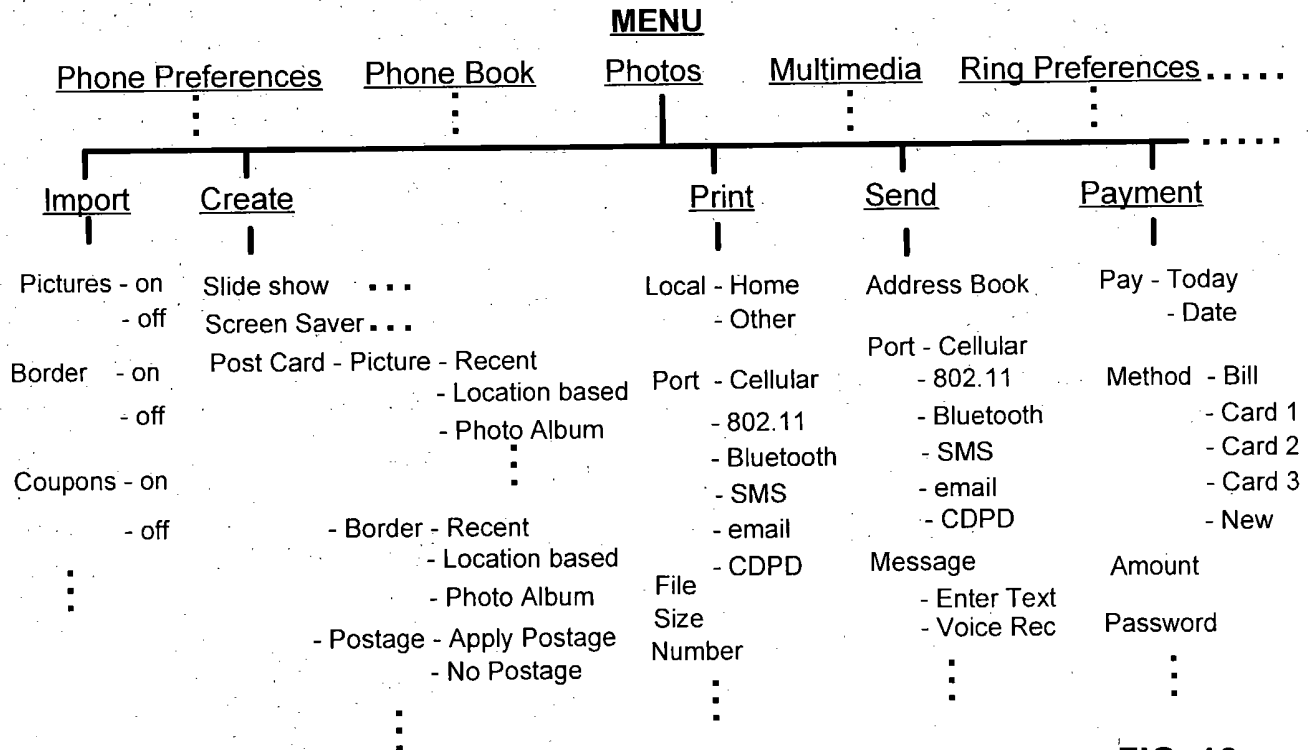 MENU
Phone Preferences Phone Book Photos Multimedia Ring Preferences.....
Import Create Print Send Payment
Pictures - on
- off
Border - on
- off
Coupons - on
- off
Slide show ...
Screen Saver...
Post Card - Picture - Recent
- Location based
- Photo Album
- Border - Recent
- Location based
- Photo Album
- Postage - Apply Postage
- No Postage
Local - Home
- Other
Port - Cellular
- 802.11
- Bluetooth
- SMS
- email
- CDPD
File
Size
Number
Address Book
Port - Cellular
- 802.11
- Bluetooth
- SMS
- email
- CDPD
Message
- Enter Text
- Voice Rec
Pay - Today
- Date
Method - Bill
- Card 1
- Card 2
- Card 3
- New
Amount
Password